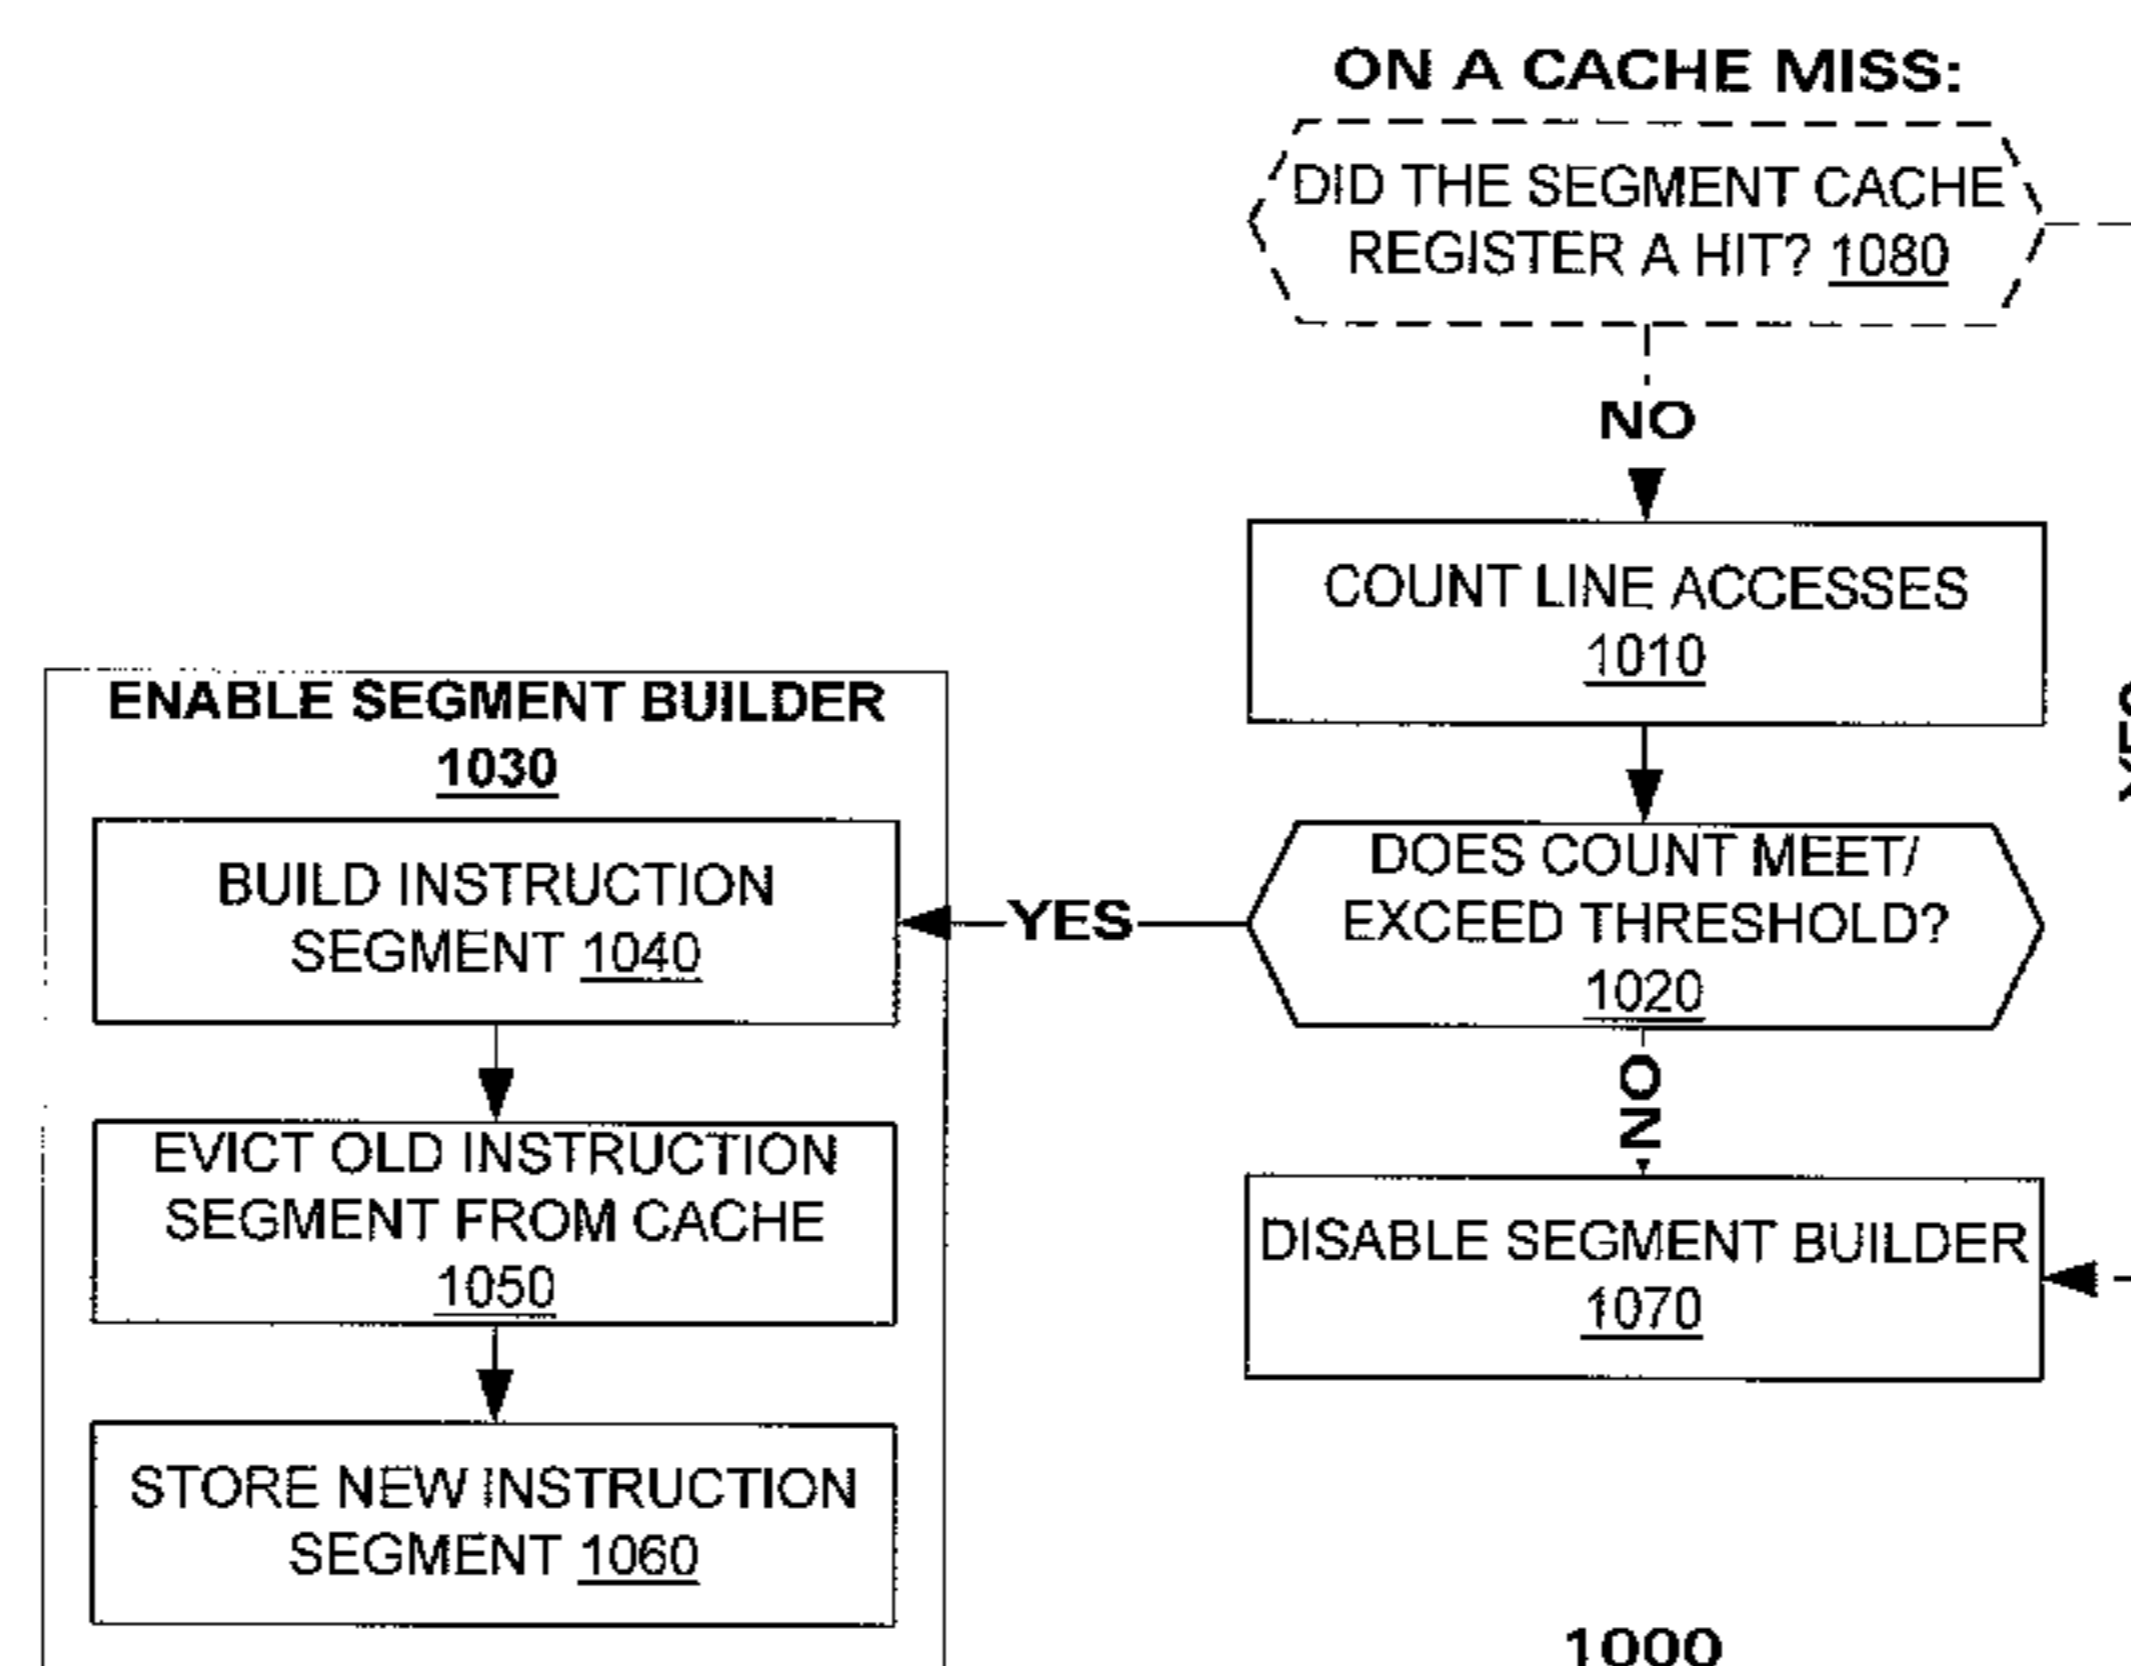 ON A CACHE MISS:
DID THE SEGMENT CACHE
REGISTER A HIT? 1080
NO
COUNT LINE ACCESSES
1010
DOES COUNT MEET/
EXCEED THRESHOLD?
1020
YES
NO
DISABLE SEGMENT BUILDER
1070
ENABLE SEGMENT BUILDER
1030
BUILD INSTRUCTION
SEGMENT 1040
EVICT OLD INSTRUCTION
SEGMENT FROM CACHE
1050
STORE NEW INSTRUCTION
SEGMENT 1060
1000